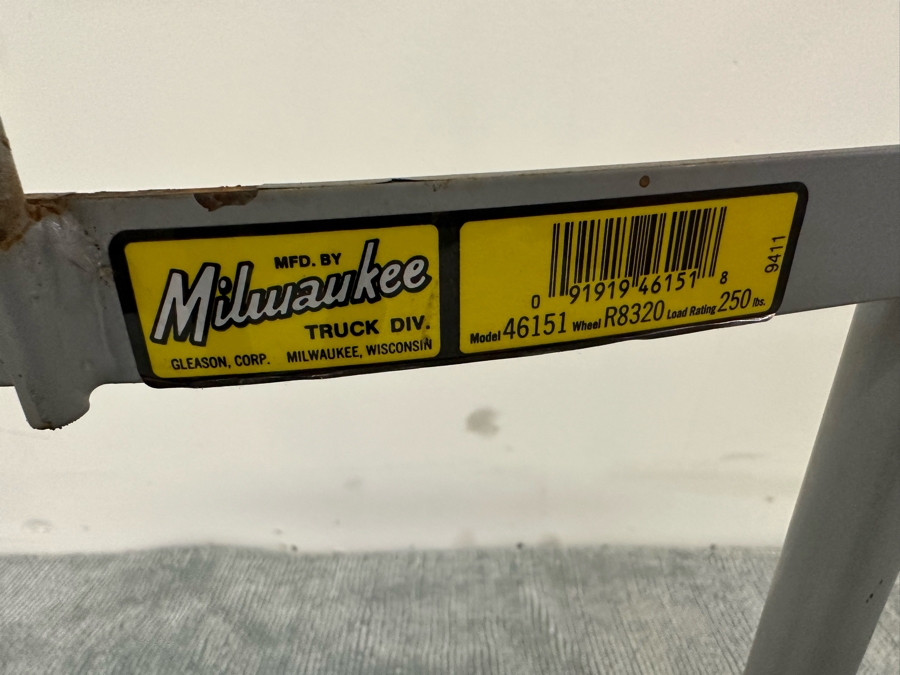 MFD. BY
Milwaukee
TRUCK DIV.
GLEASON, CORP. MILWAUKEE, WISCONSIN
0 91919 46151 8
9411
Model 46151 Wheel R8320 Load Rating 250 lbs.